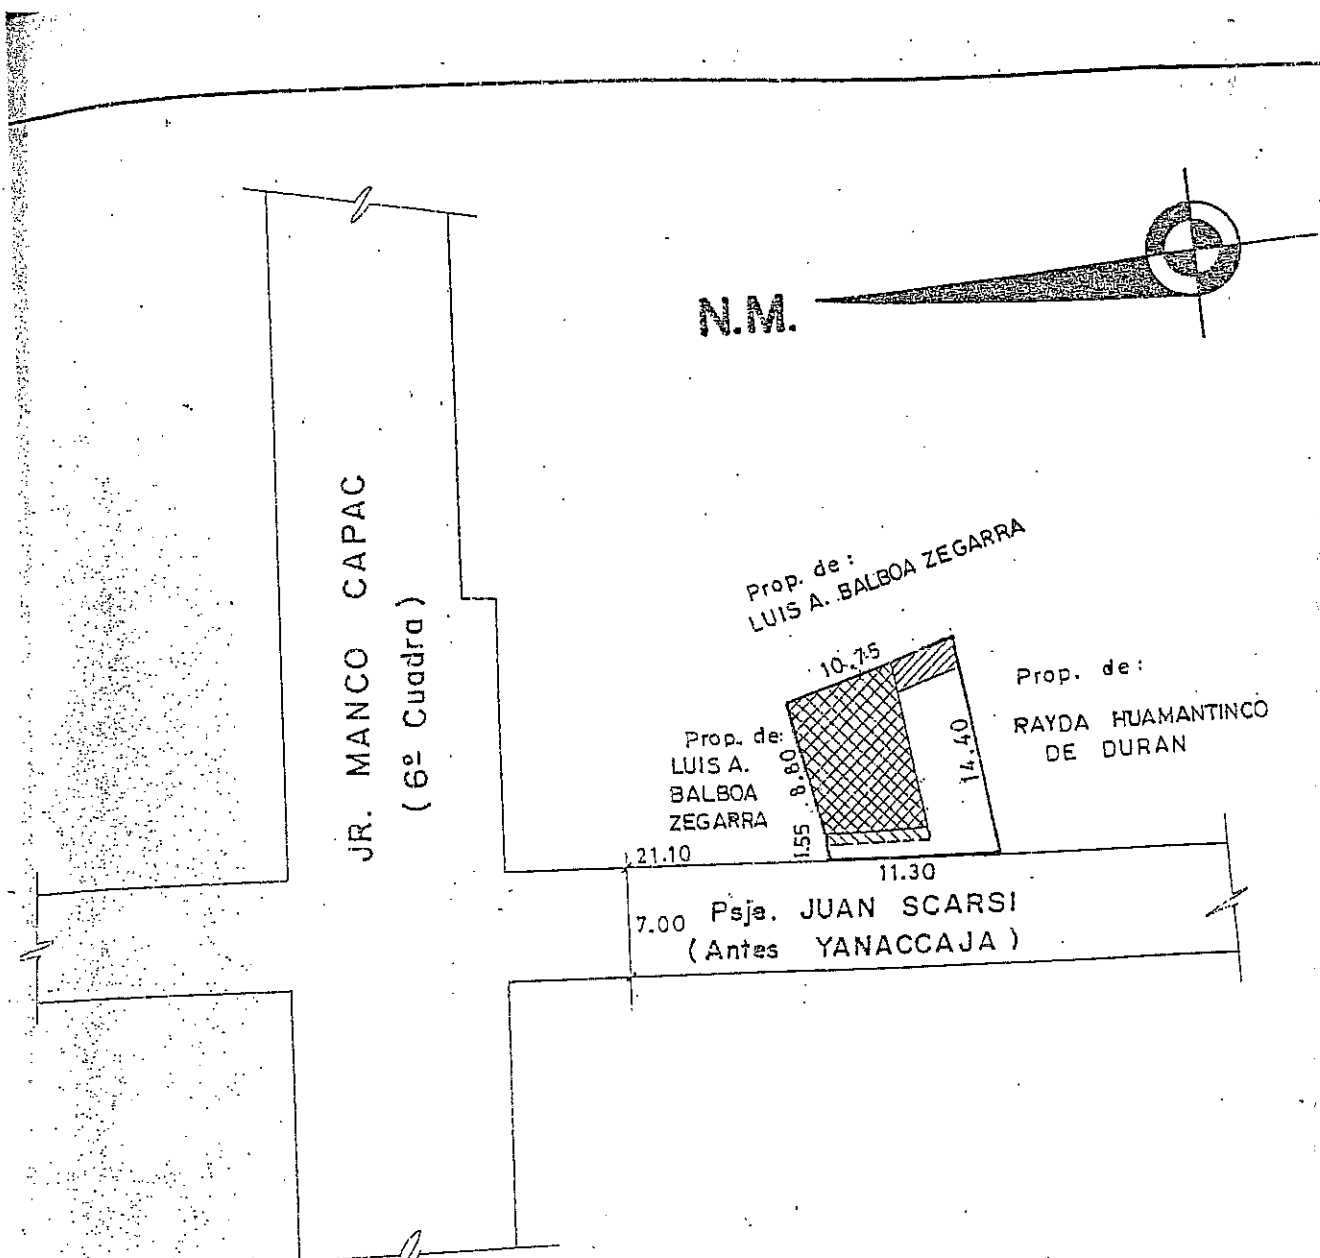 N.M.
JR. MANCO CAPAC
(6º Cuadra)
Prop. de:
LUIS A. BALBOA ZEGARRA
10.75
Prop. de:
RAYDA HUAMANTINCO
DE DURAN
Prop. de:
LUIS A.
BALBOA
ZEGARRA
8.80
1.55
14.40
21.10
11.30
7.00
Psje. JUAN SCARSI
(Antes YANACCAJA)